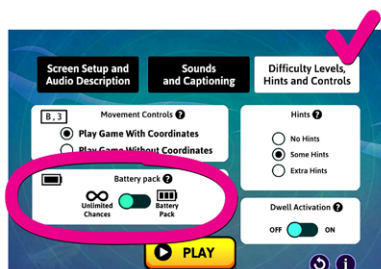 Screen Setup and
Audio Description
Sounds
and Captioning
Difficulty Levels,
Hints and Controls
B,3
Movement Controls ?
Play Game With Coordinates
Play Game Without Coordinates
Hints ?
No Hints
Some Hints
Extra Hints
Battery pack ?
Unlimited
Chances
Battery
Pack
Dwell Activation ?
OFF
ON
PLAY
i